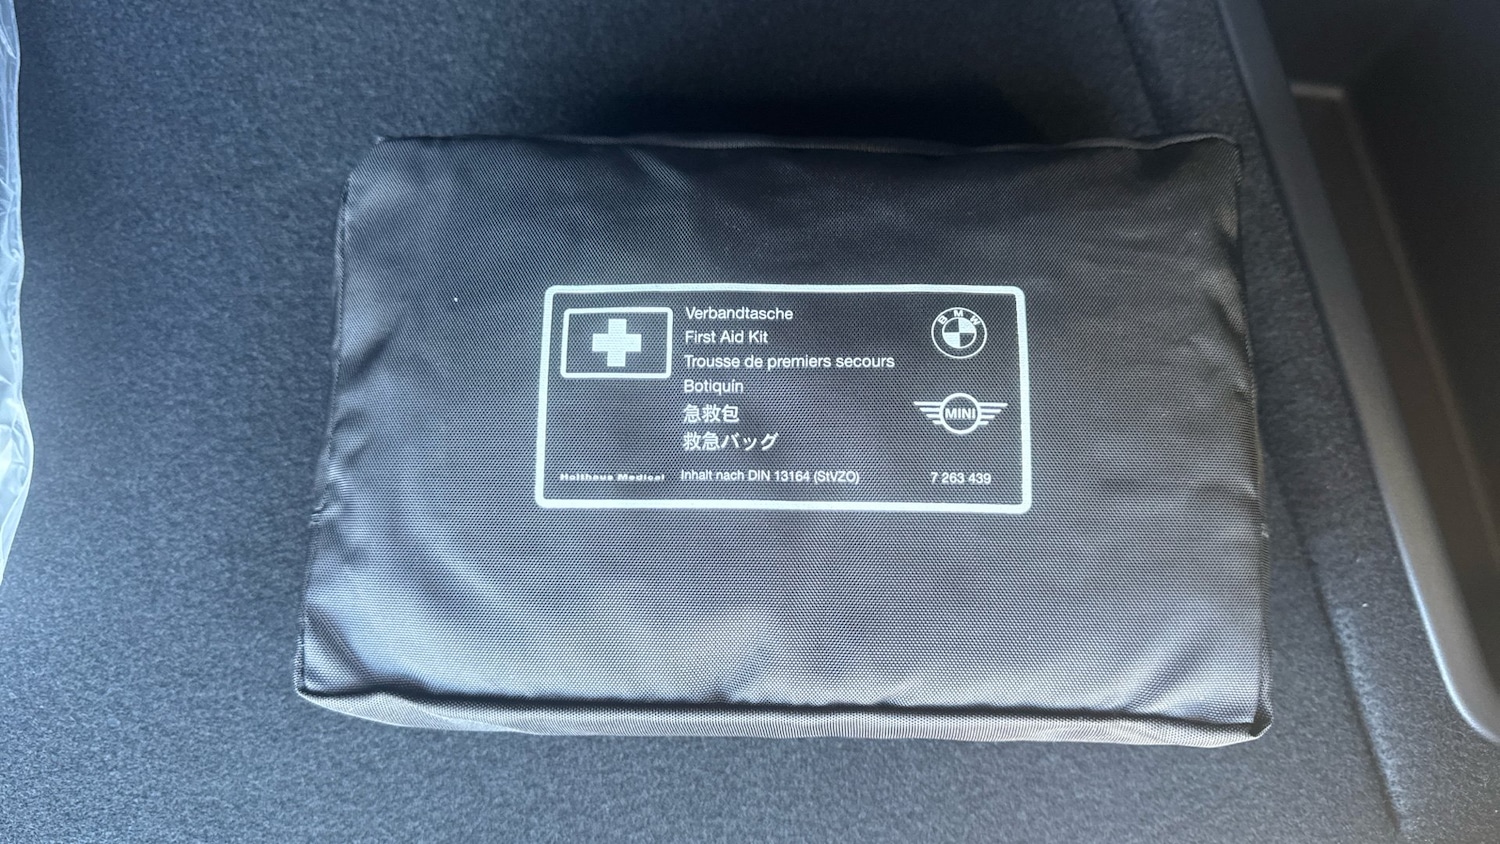 Verbandtasche
First Aid Kit
Trousse de premiers secours
Botiquín
急救包
救急バッグ
Holthaus Medical
Inhalt nach DIN 13164 (StVZO)
7 263 439
BMW
MINI